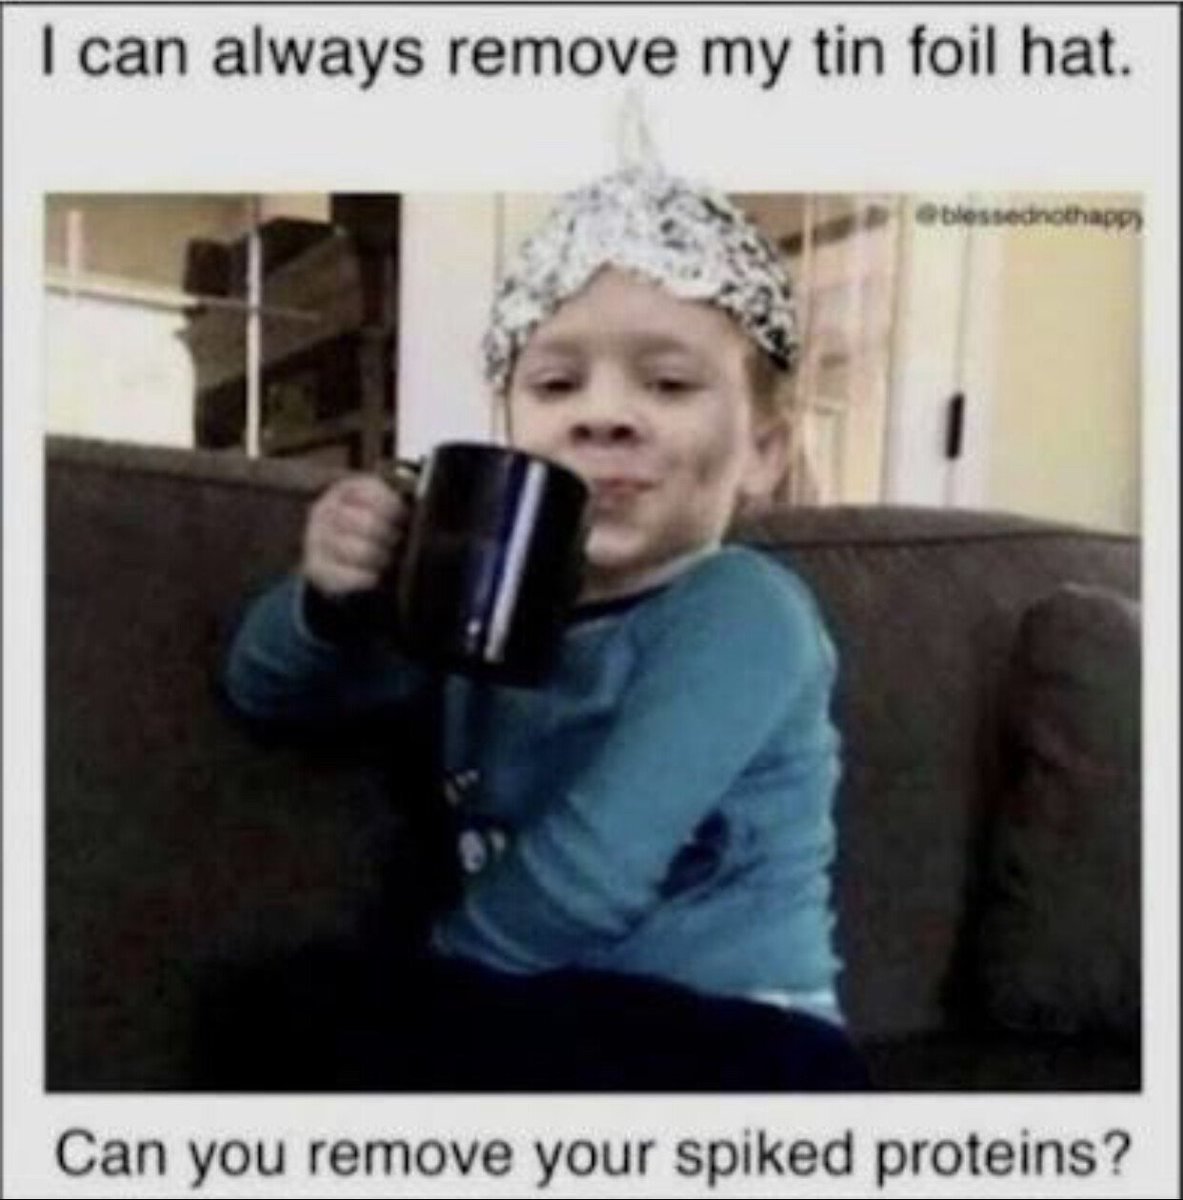 I can always remove my tin foil hat.
@blessednothappy
Can you remove your spiked proteins?